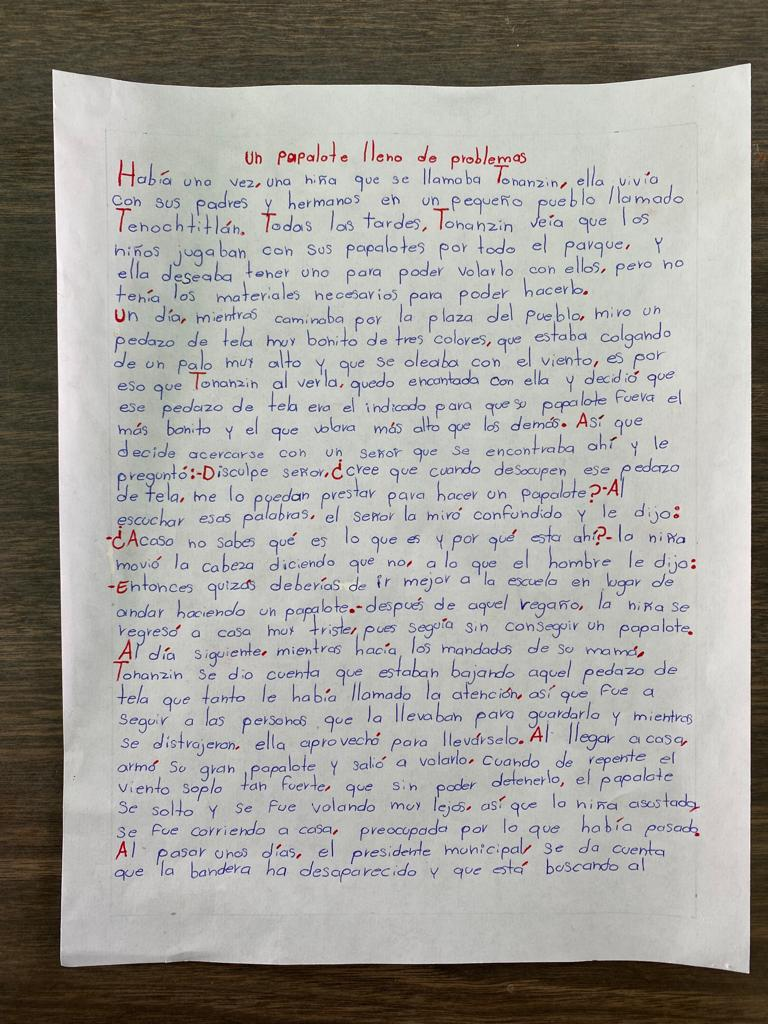 Un papalote lleno de problemas
Había una vez, una niña que se llamaba Tonanzin, ella vivía
con sus padres y hermanos en un pequeño pueblo llamado
Tenochtitlán. Todas las tardes, Tonanzin veía que los
niños jugaban con sus papalotes por todo el parque, y
ella deseaba tener uno para poder volarlo con ellos, pero no
tenía los materiales necesarios para poder hacerlo.
Un día, mientras caminaba por la plaza del pueblo, miro un
pedazo de tela muy bonito de tres colores, que estaba colgando
de un palo muy alto y que se oleaba con el viento, es por
eso que Tonanzin al verla, quedo encantada con ella y decidió que
ese pedazo de tela era el indicado para que su papalote fuera el
más bonito y el que volara más alto que los demás. Así que
decide acercarse con un señor que se encontraba ahí y le
preguntó:-Disculpe señor, ¿cree que cuando desocupen ese pedazo
de tela, me lo puedan prestar para hacer un papalote?-Al
escuchar esas palabras, el señor la miró confundido y le dijo:
-¿Acaso no sabes qué es lo que es y por qué esta ahí?-la niña
movió la cabeza diciendo que no, a lo que el hombre le dijo:
-Entonces quizás deberías de ir mejor a la escuela en lugar de
andar haciendo un papalote.-después de aquel regaño, la niña se
regresó a casa muy triste, pues seguía sin conseguir un papalote.
Al día siguiente, mientras hacía los mandados de su mamá,
Tonanzin se dio cuenta que estaban bajando aquel pedazo de
tela que tanto le había llamado la atención, así que fue a
seguir a las personas que la llevaban para guardarla y mientras
se distrajeron, ella aprovechó para llevárselo. Al llegar a casa,
armó su gran papalote y salió a volarlo. Cuando de repente el
viento soplo tan fuerte, que sin poder detenerlo, el papalote
se solto y se fue volando muy lejos, así que la niña asustada,
se fue corriendo a casa, preocupada por lo que había pasado.
Al pasar unos días, el presidente municipal, se da cuenta
que la bandera ha desaparecido y que está buscando al